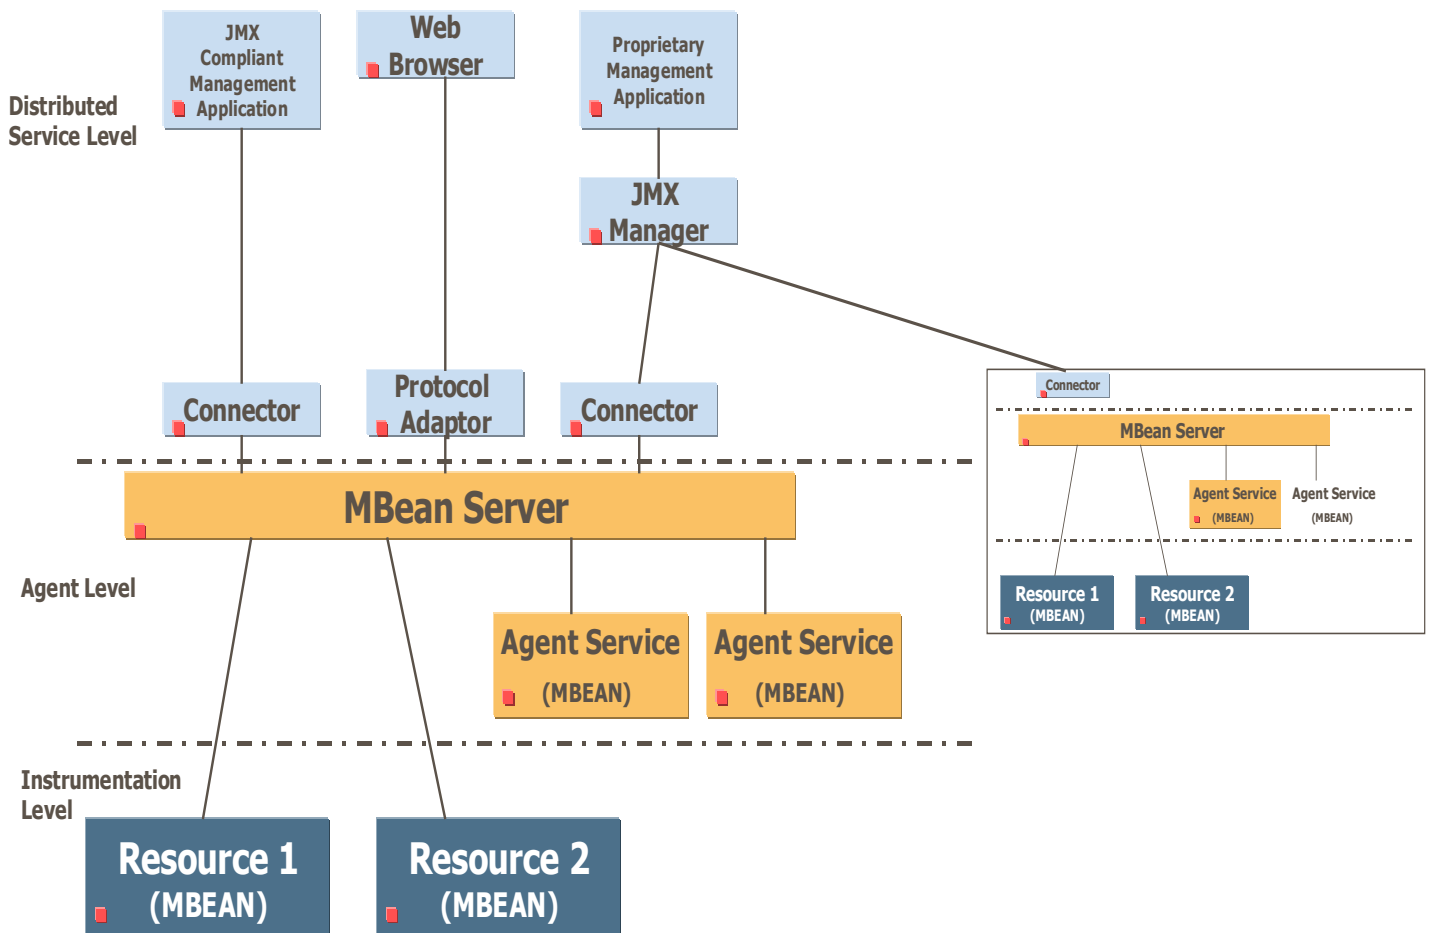 JMX
Compliant
Management
Application
Web
Browser
Proprietary
Management
Application
Distributed
Service Level
JMX
Manager
Connector
Protocol
Adaptor
Connector
MBean Server
Agent Level
Agent Service
(MBEAN)
Agent Service
(MBEAN)
Instrumentation
Level
Resource 1
(MBEAN)
Resource 2
(MBEAN)
Connector
MBean Server
Agent Service
(MBEAN)
Agent Service
(MBEAN)
Resource 1
(MBEAN)
Resource 2
(MBEAN)